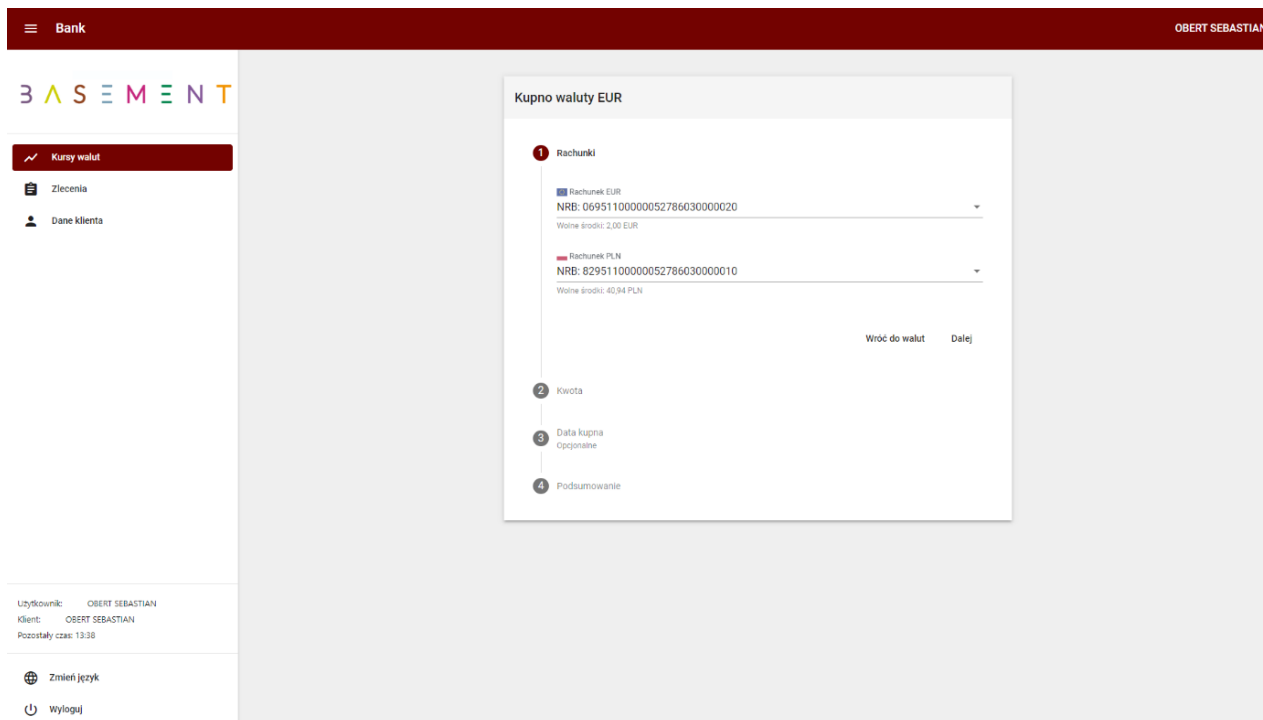 Bank
OBERT SEBASTIAN
BASEMENT
Kursy walut
Zlecenia
Dane klienta
Kupno waluty EUR
1 Rachunki
Rachunek EUR
NRB: 06951100000052786030000020
Wolne środki: 2,00 EUR
Rachunek PLN
NRB: 82951100000052786030000010
Wolne środki: 40,94 PLN
Wróć do walut Dalej
2 Kwota
3 Data kupna
Opcjonalne
4 Podsumowanie
Użytkownik: OBERT SEBASTIAN
Klient: OBERT SEBASTIAN
Pozostały czas: 13:38
Zmień język
Wyloguj